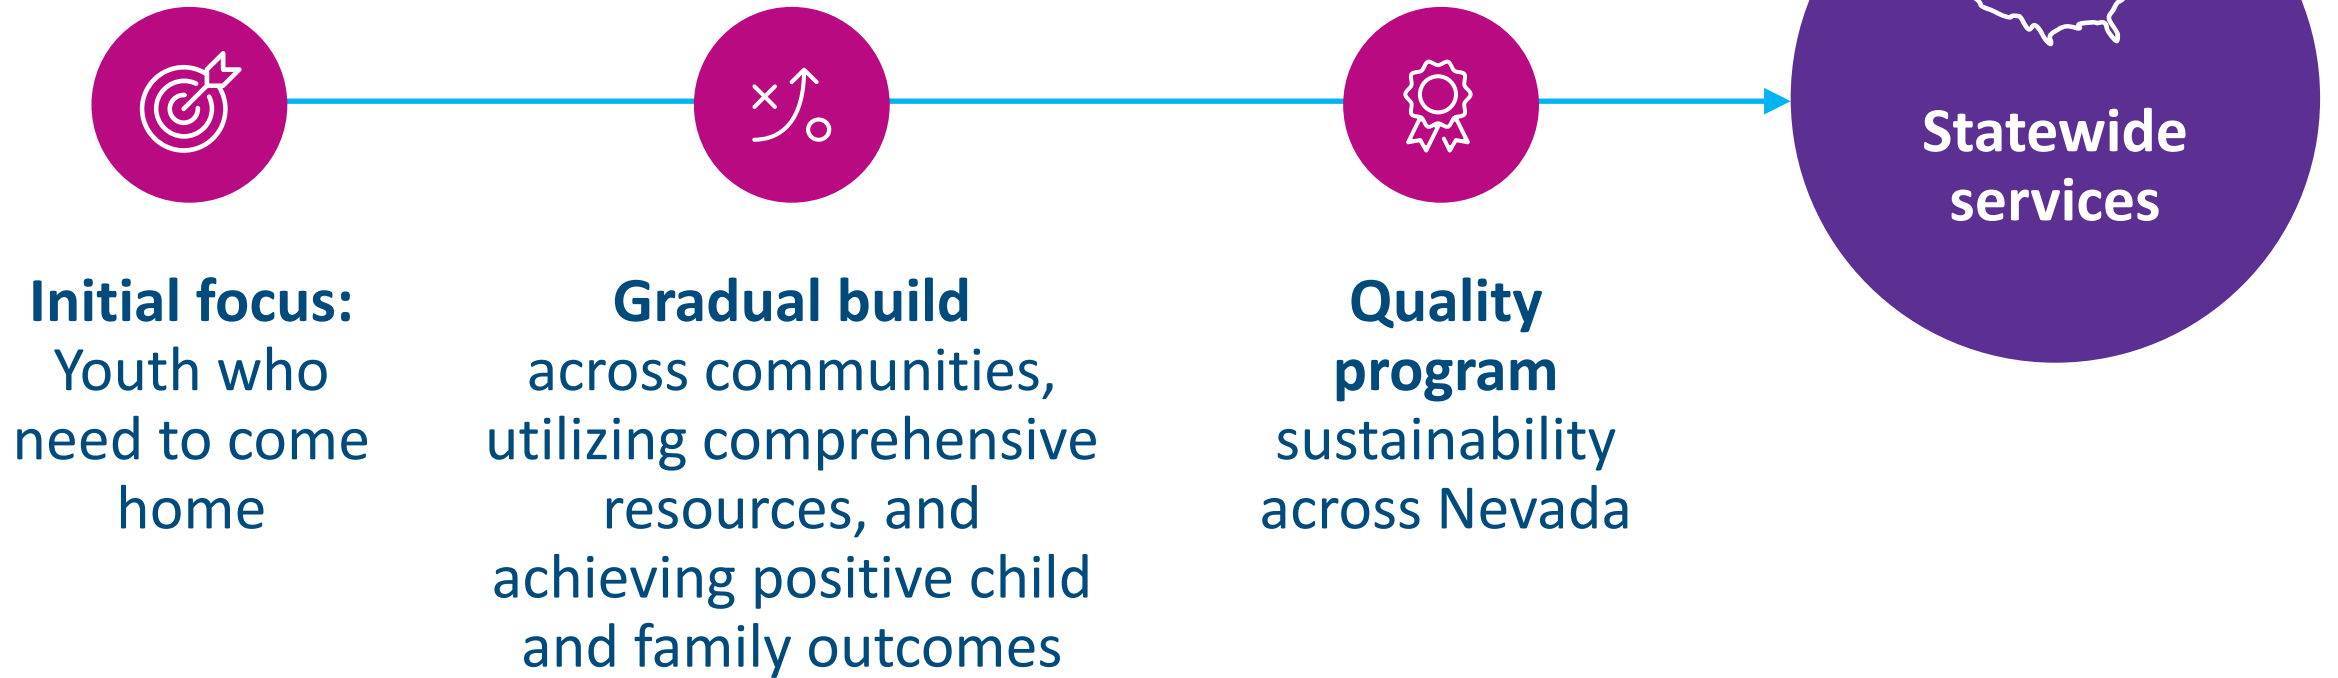 Statewide
services
Initial focus:
Youth who
need to come
home
Gradual build
across communities,
utilizing comprehensive
resources, and
achieving positive child
and family outcomes
Quality
program
sustainability
across Nevada